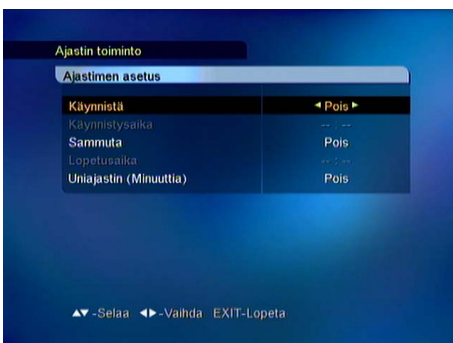 Ajastin toiminto
Ajastimen asetus
Käynnistä ◄ Pois ►
Käynnistysaika -- : --
Sammuta Pois
Lopetusaika -- : --
Uniajastin (Minuuttia) Pois
▲▼ -Selaa ◄► -Vaihda EXIT-Lopeta